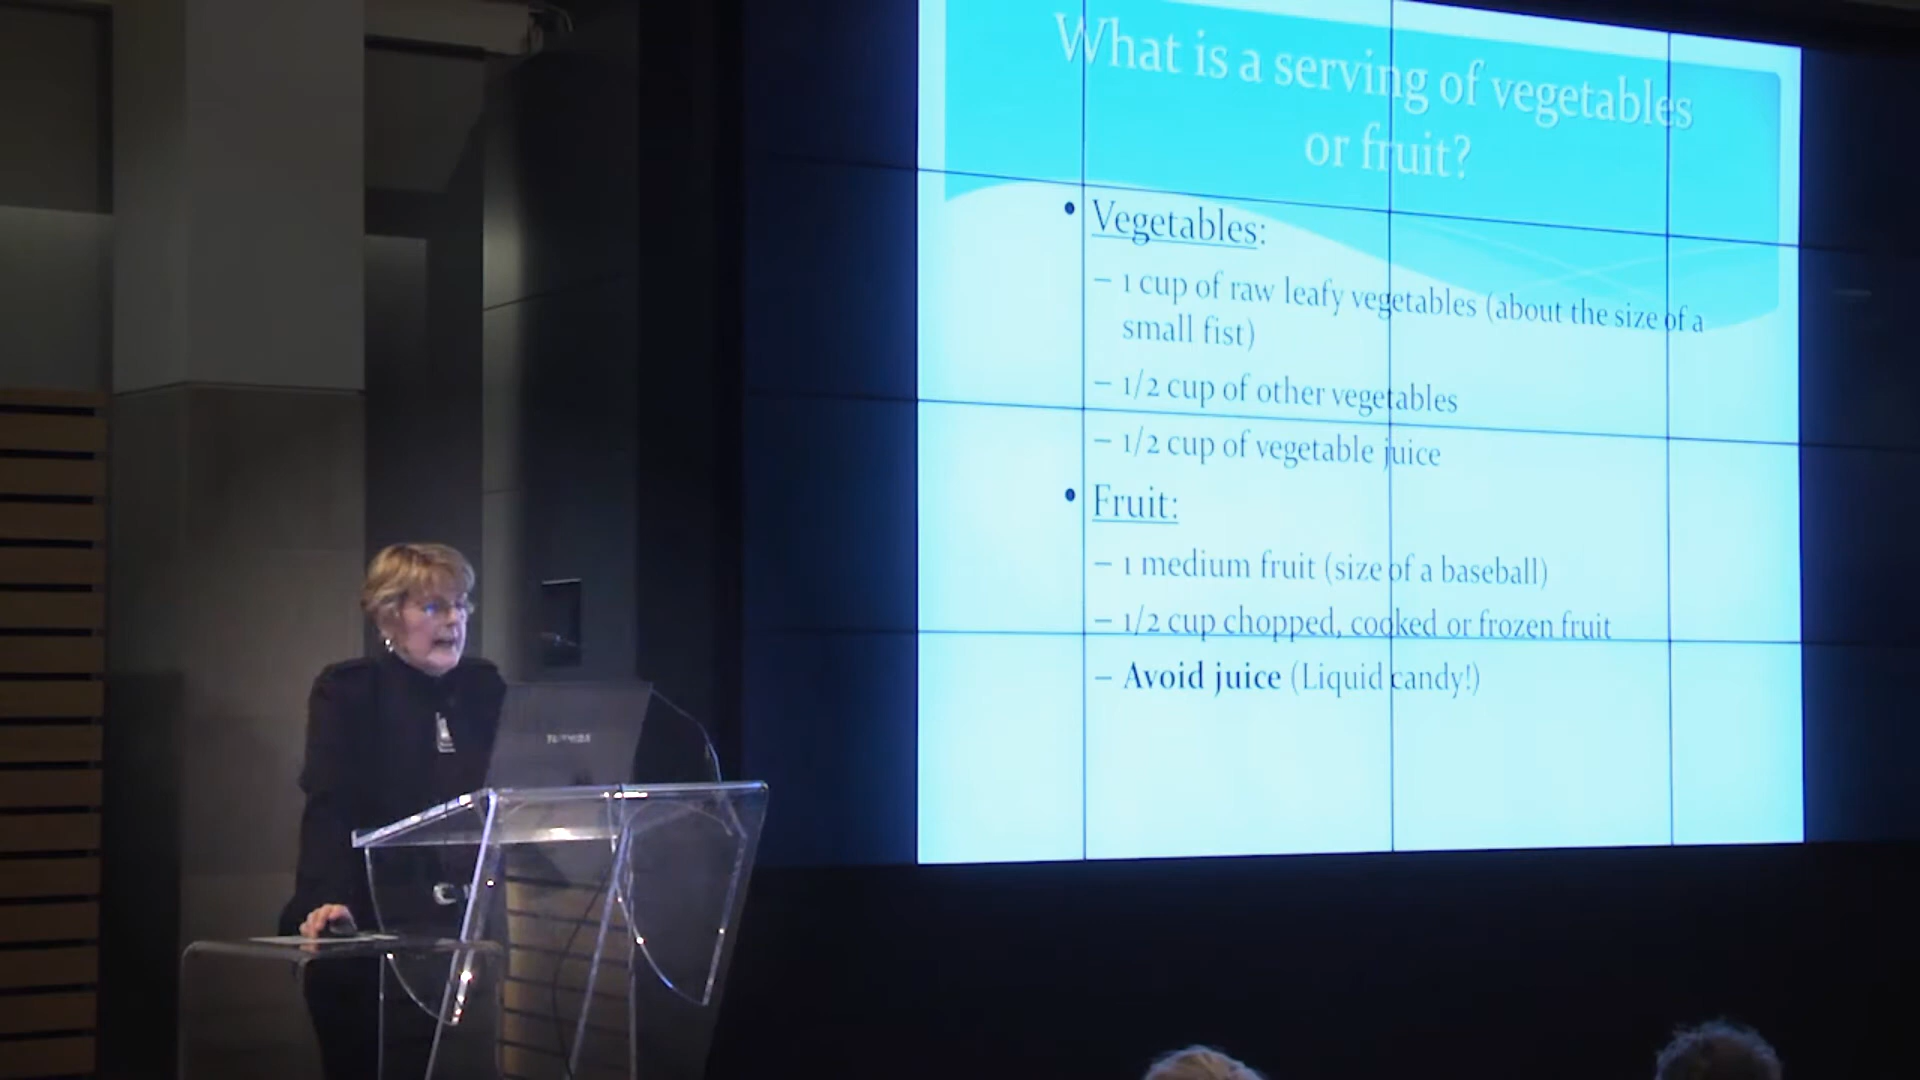 What is a serving of vegetables
or fruit?
• Vegetables:
– 1 cup of raw leafy vegetables (about the size of a
small fist)
– 1/2 cup of other vegetables
– 1/2 cup of vegetable juice
• Fruit:
– 1 medium fruit (size of a baseball)
– 1/2 cup chopped, cooked or frozen fruit
– Avoid juice (Liquid candy!)
TOSHIBA